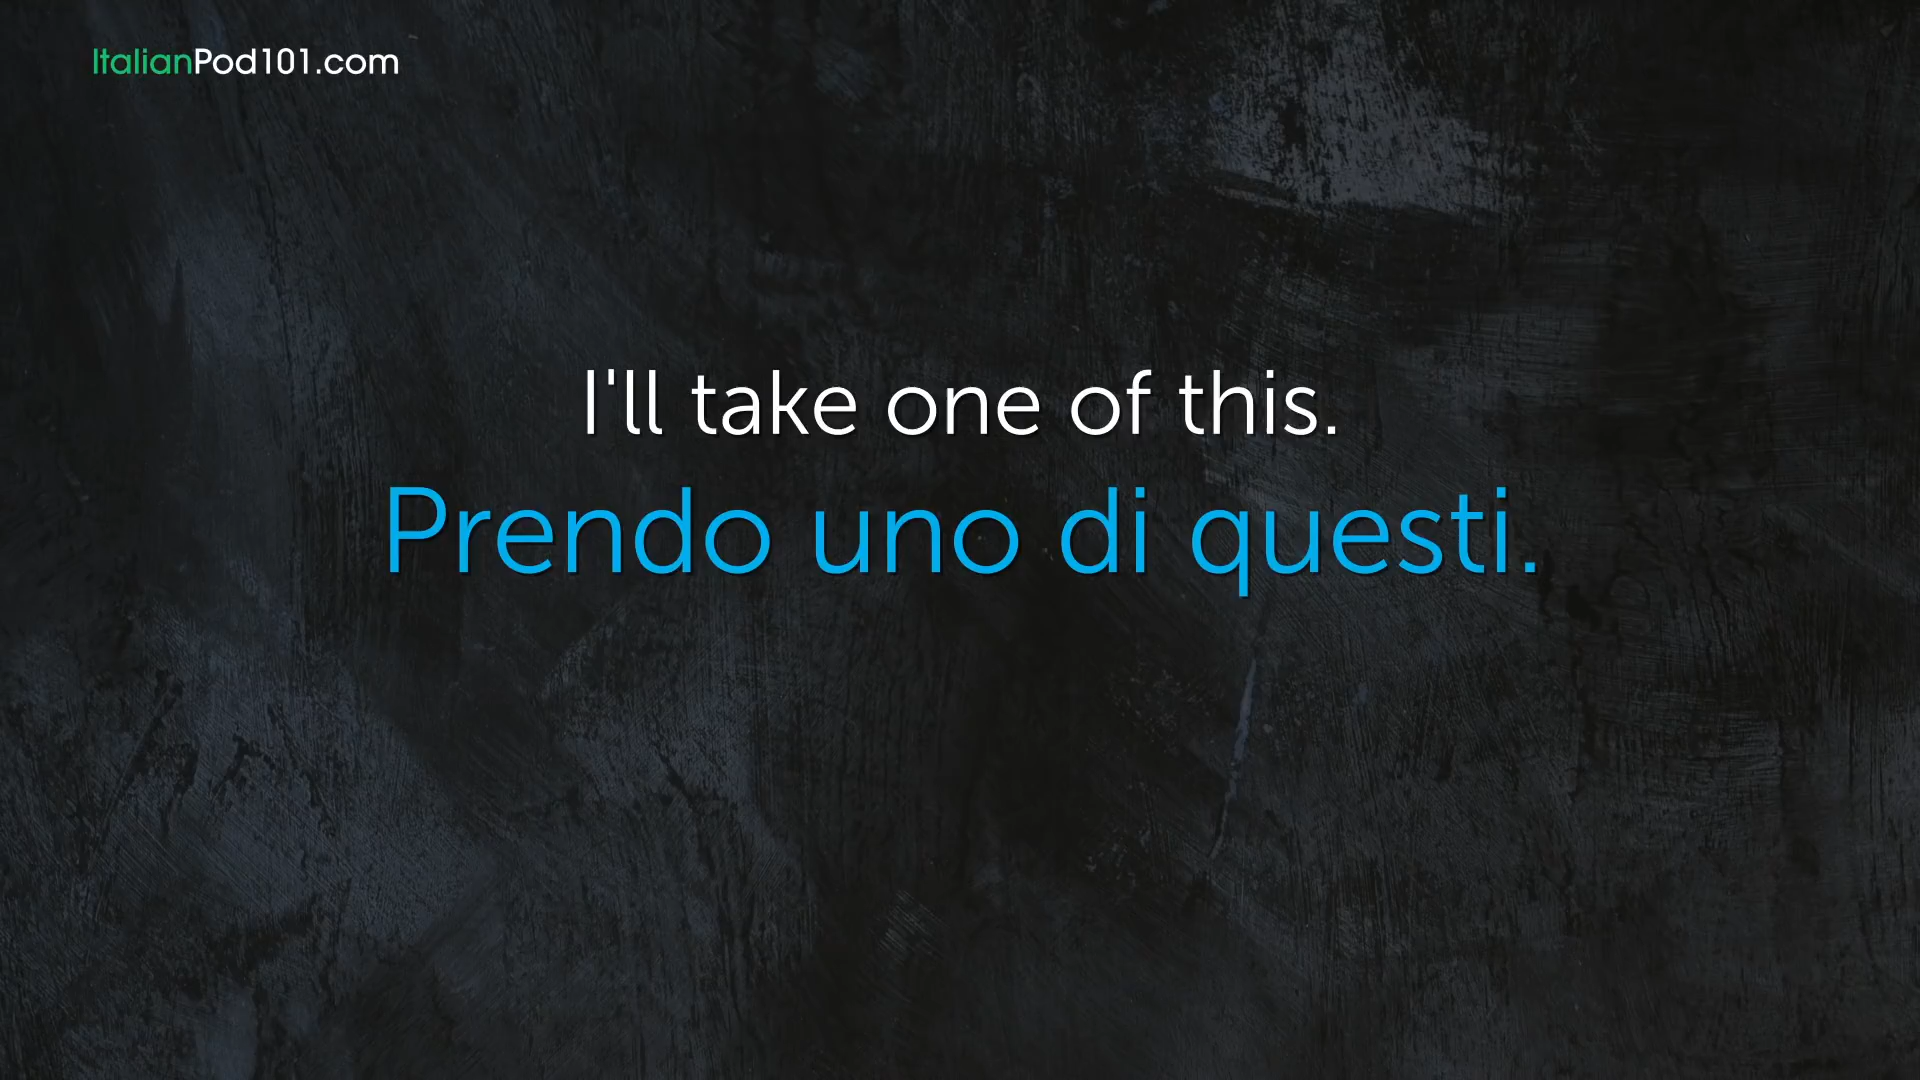 ItalianPod101.com
I'll take one of this.
Prendo uno di questi.